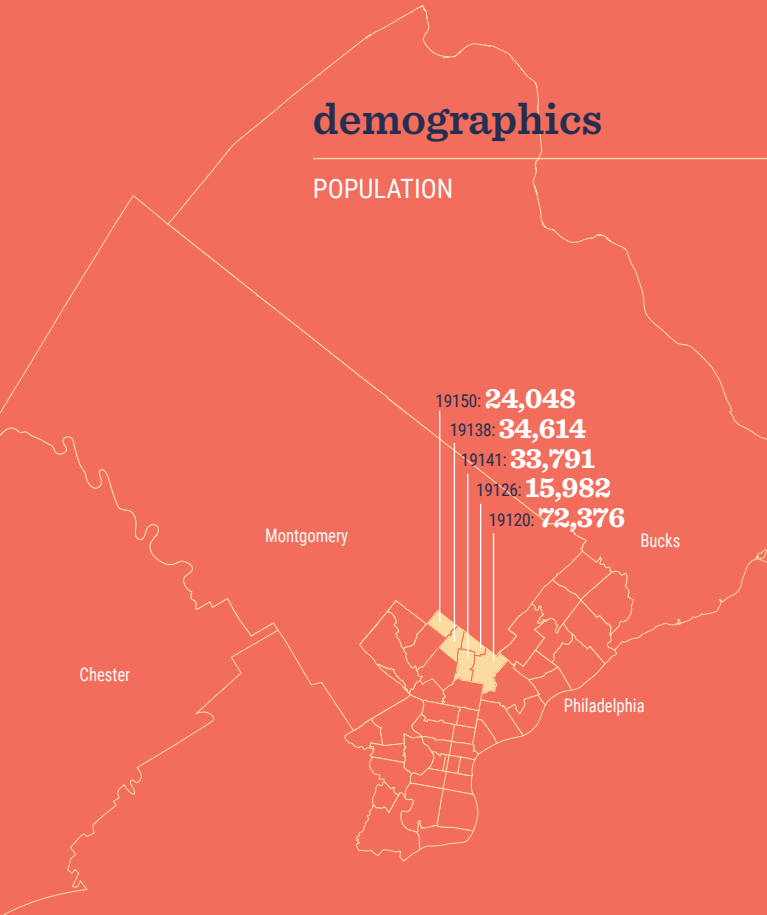 demographics
POPULATION
19150: 24,048
19138: 34,614
19141: 33,791
19126: 15,982
19120: 72,376
Montgomery
Bucks
Chester
Philadelphia